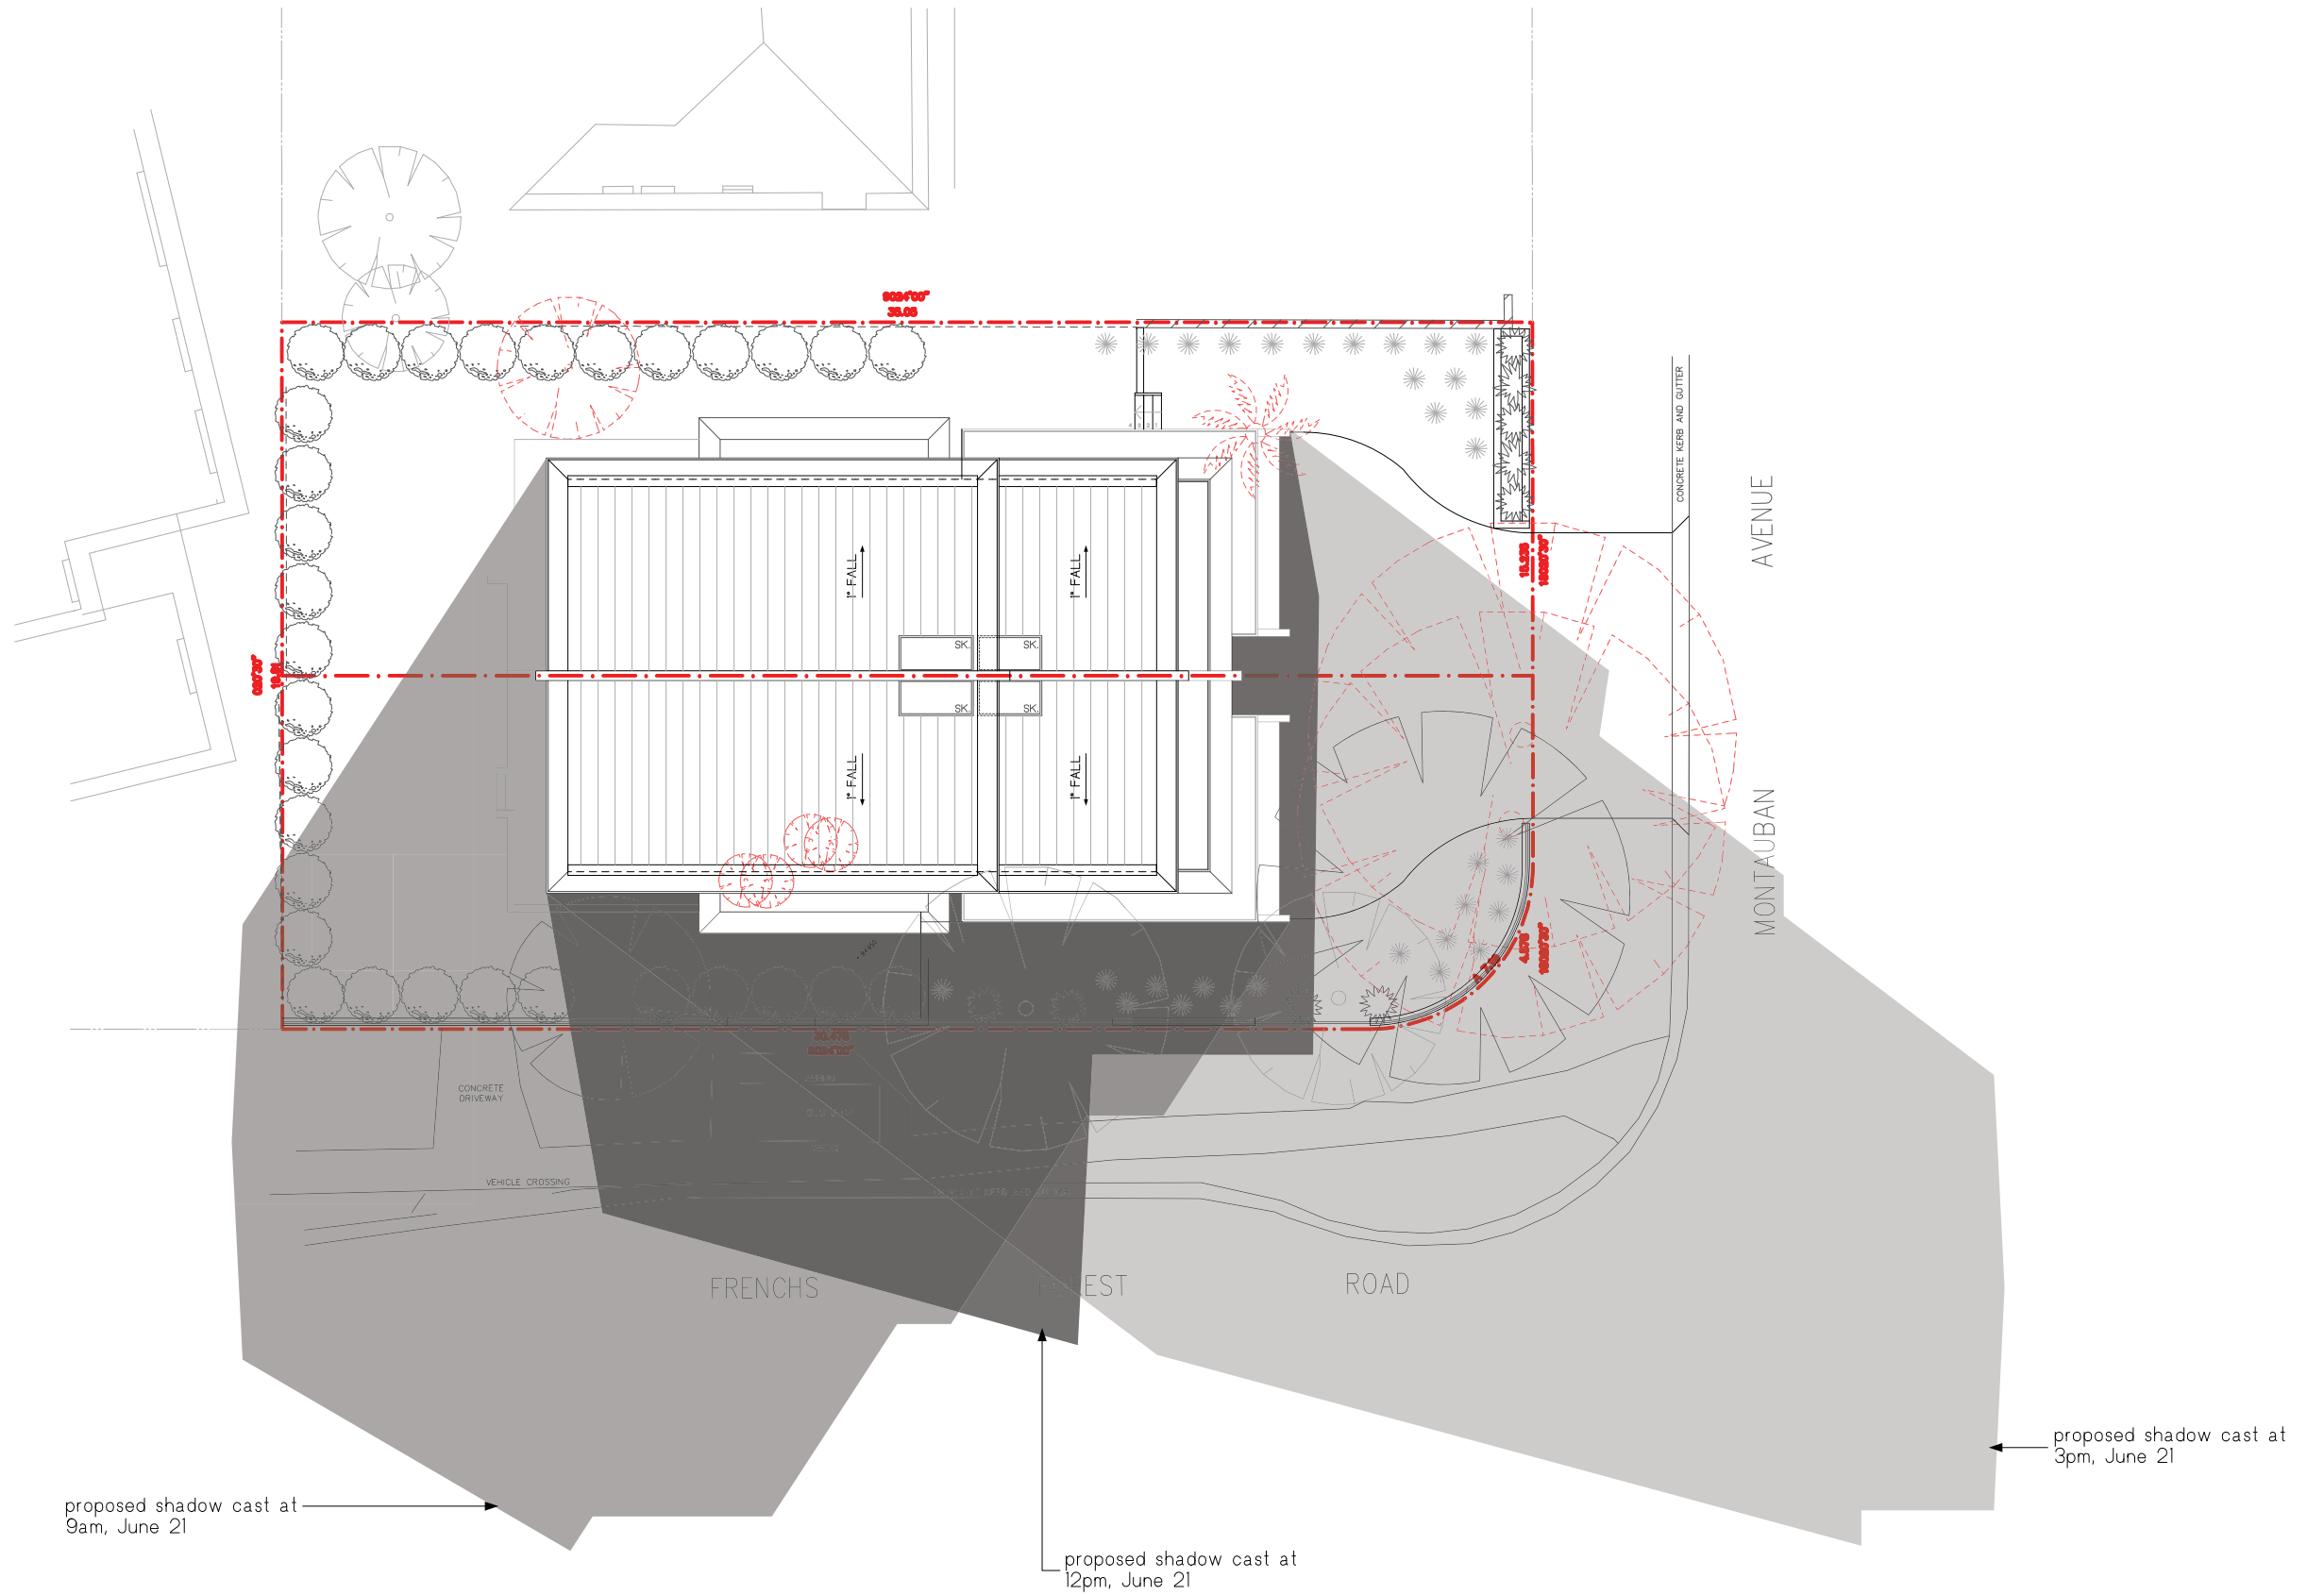 35.05
CONCRETE KERB AND GUTTER
AVENUE
1° FALL
1° FALL
SK.
SK.
SK.
SK.
1° FALL
1° FALL
MONTAUBAN
CONCRETE
DRIVEWAY
VEHICLE CROSSING
FRENCHS
ROAD
proposed shadow cast at
3pm, June 21
proposed shadow cast at
9am, June 21
proposed shadow cast at
12pm, June 21